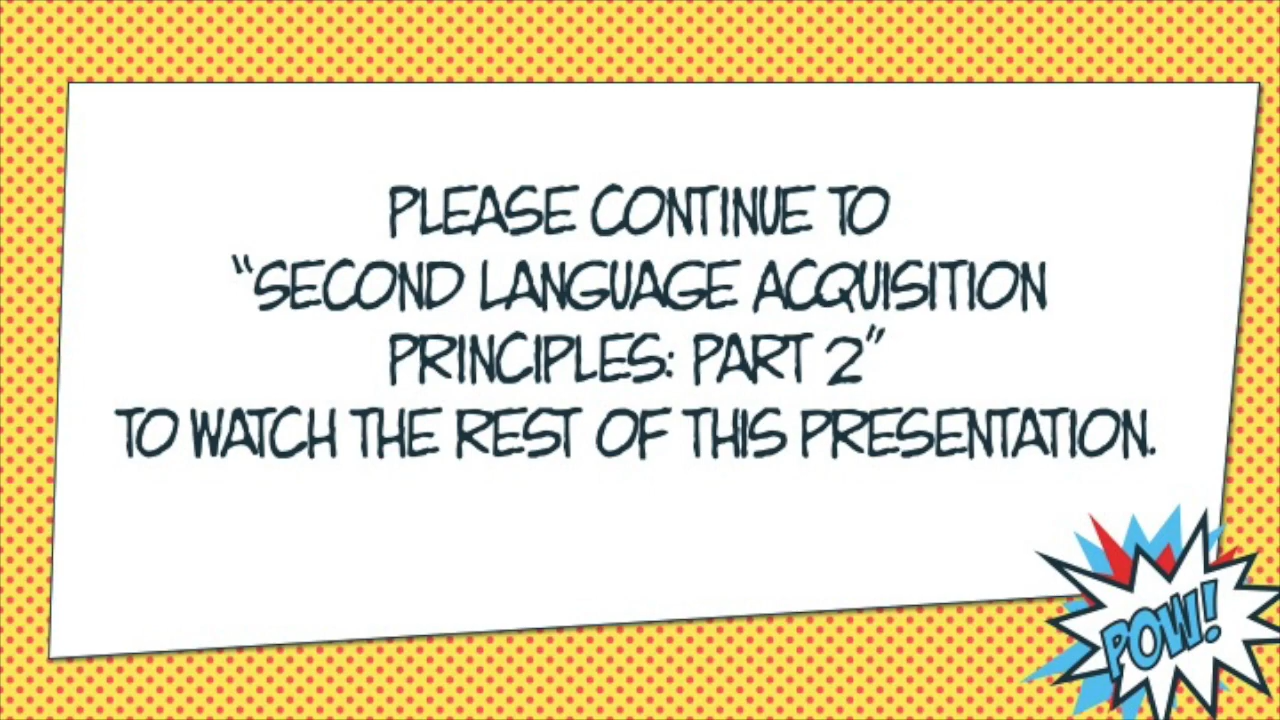 PLEASE CONTINUE TO
“SECOND LANGUAGE ACQUISITION
PRINCIPLES: PART 2”
TO WATCH THE REST OF THIS PRESENTATION.
POW!